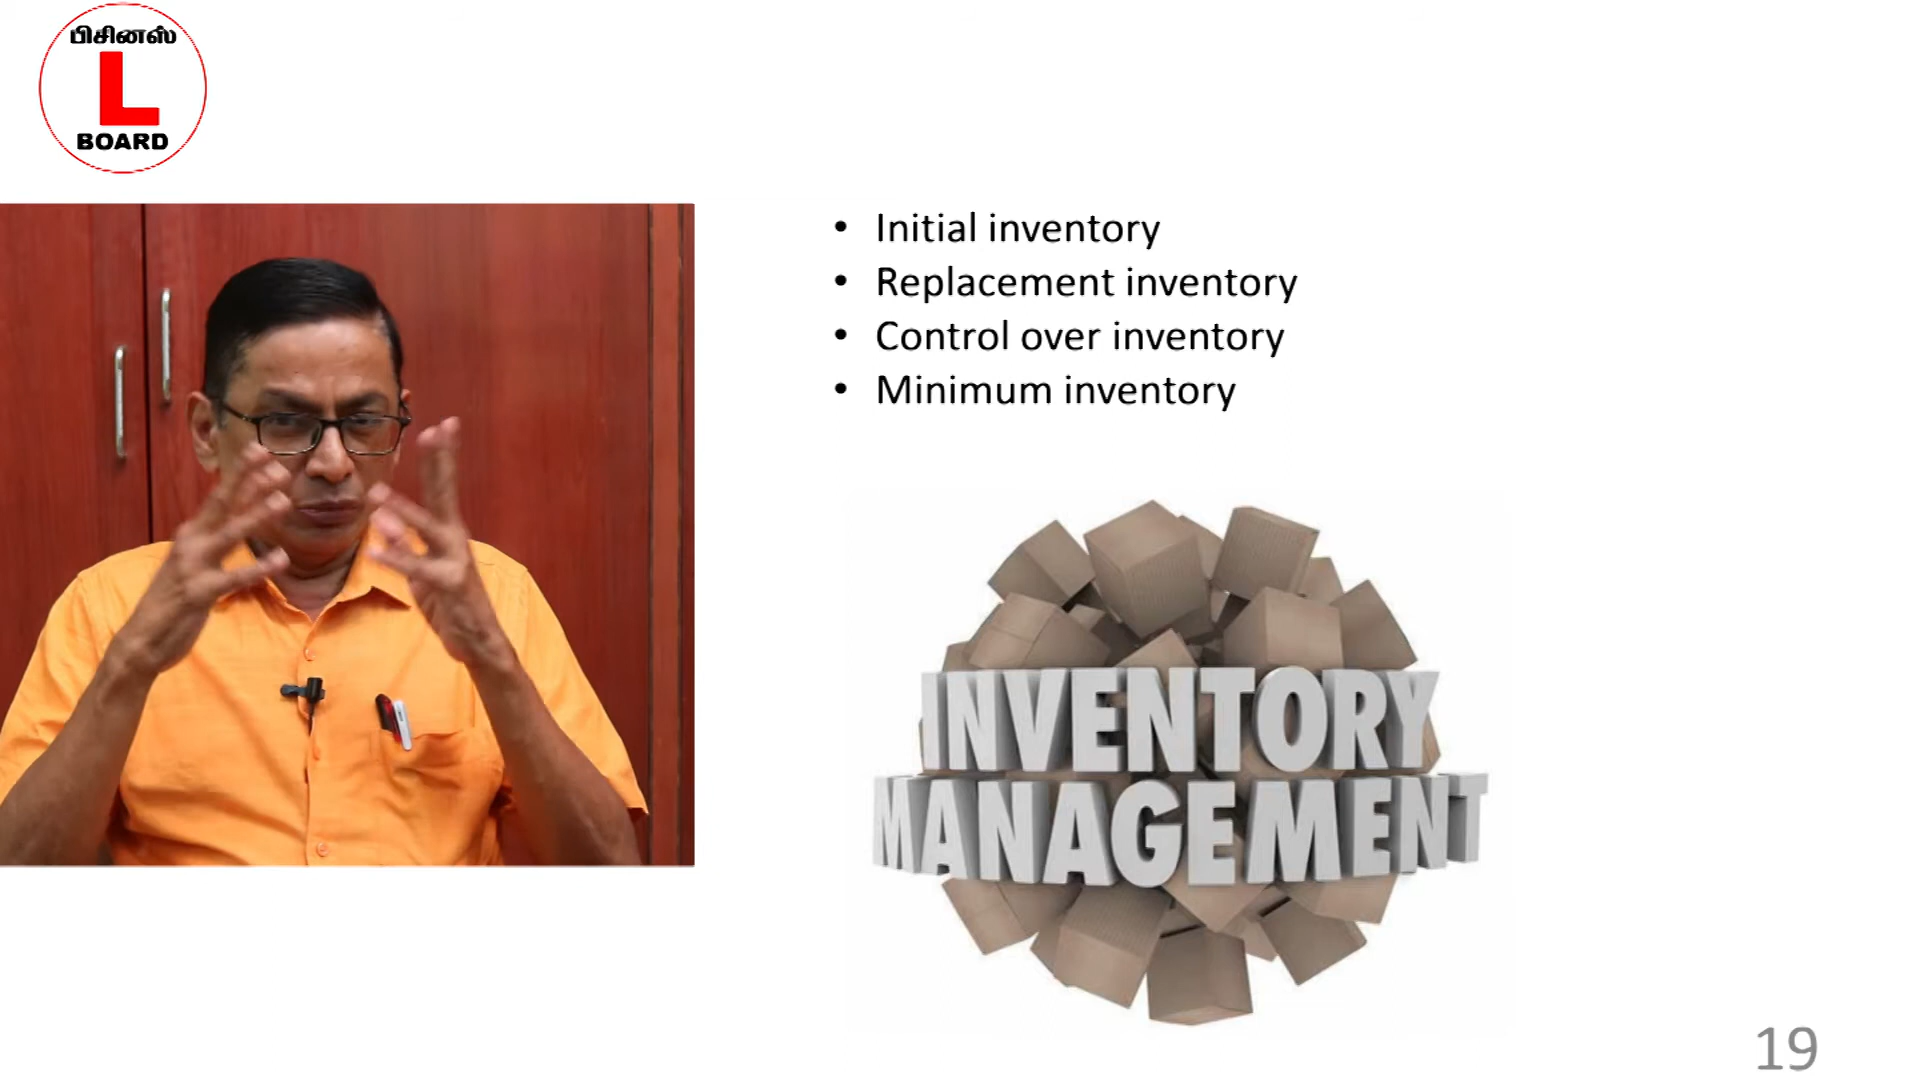 பிசினஸ்
L
BOARD
• Initial inventory
• Replacement inventory
• Control over inventory
• Minimum inventory
INVENTORY
MANAGEMENT
19